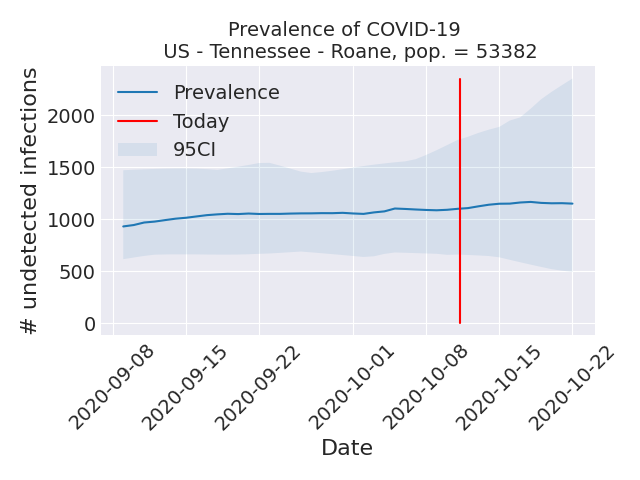 Prevalence of COVID-19
US - Tennessee - Roane, pop. = 53382
# undetected infections
2000
1500
1000
500
0
Prevalence
Today
95CI
2020-09-08
2020-09-15
2020-09-22
2020-10-01
2020-10-08
2020-10-15
2020-10-22
Date